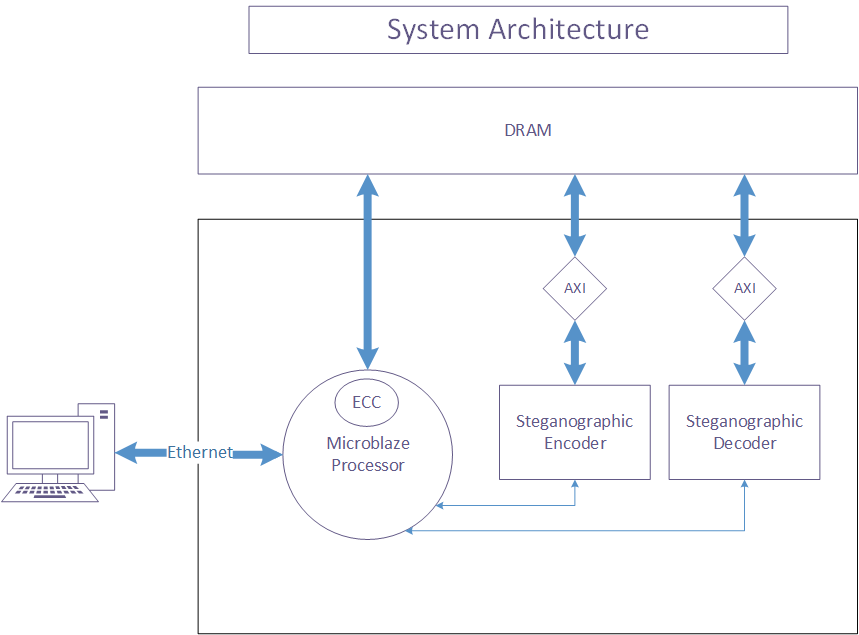 System Architecture
DRAM
AXI
AXI
ECC
Microblaze
Processor
Steganographic
Encoder
Steganographic
Decoder
Ethernet